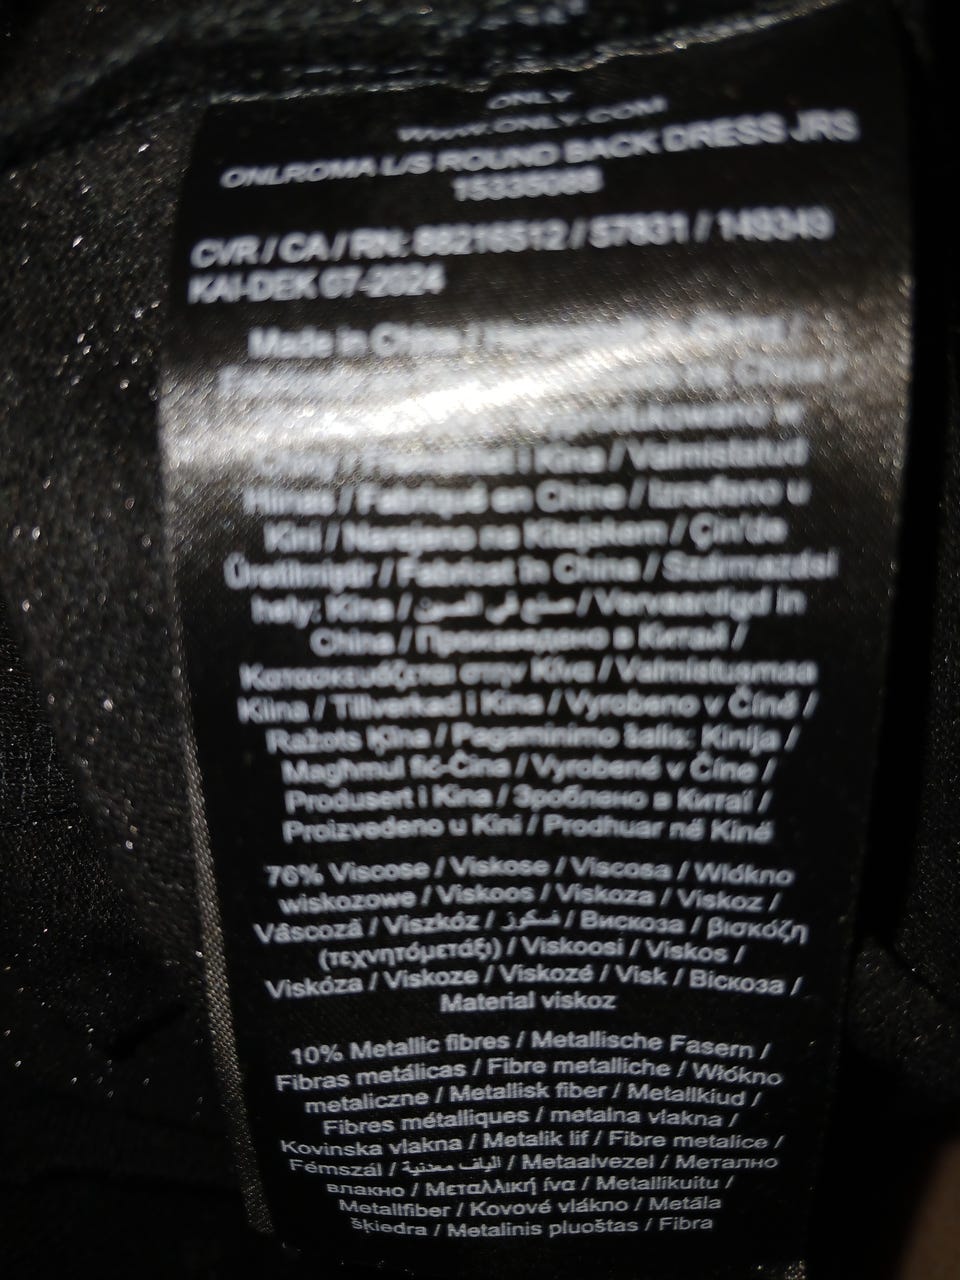 ONLY
WWW.ONLY.COM
ONLROMA L/S ROUND BACK DRESS JRS
CVR / CA / RN: 88216512 / 57831 / 149349
KAI-DEK 07-2024
Made in China /
na China /
w
i Kina / Valmistatud
Hiinas / Fabriqué en Chine / Izrađeno u
Kini / Narejeno na Kitajskem / Çin'de
Üretilmiştir / Fabricat în China / Származási
hely: Kína / صنع في الصين / Vervaardigd in
China / Произведено в Китай /
Κατασκευάζεται στην Κίνα / Valmistusmaa
Kiina / Tillverkad i Kina / Vyrobeno v Číně /
Ražots Ķīna / Pagaminimo šalis: Kinija /
Magħmul fiċ-Ċina / Vyrobené v Číne /
Produsert i Kina / Зроблено в Китаї /
Proizvedeno u Kini / Prodhuar në Kinë
76% Viscose / Viskose / Viscosa / Włókno
wiskozowe / Viskoos / Viskoza / Viskoz /
Vâscoză / Viszkóz / فسكوز / Вискоза / βισκόζη
(τεχνητόμετάξι) / Viskoosi / Viskos /
Viskóza / Viskoze / Viskozé / Visk / Віскоза /
Material viskoz
10% Metallic fibres / Metallische Fasern /
Fibras metálicas / Fibre metalliche / Włókno
metaliczne / Metallisk fiber / Metallkiud /
Fibres métalliques / metalna vlakna /
Kovinska vlakna / Metalik lif / Fibre metalice /
Fémszál / الياف معدنية / Metaalvezel / Метално
влакно / Μεταλλική ίνα / Metallikuitu /
Metallfiber / Kovové vlákno / Metāla
šķiedra / Metalinis pluoštas / Fibra